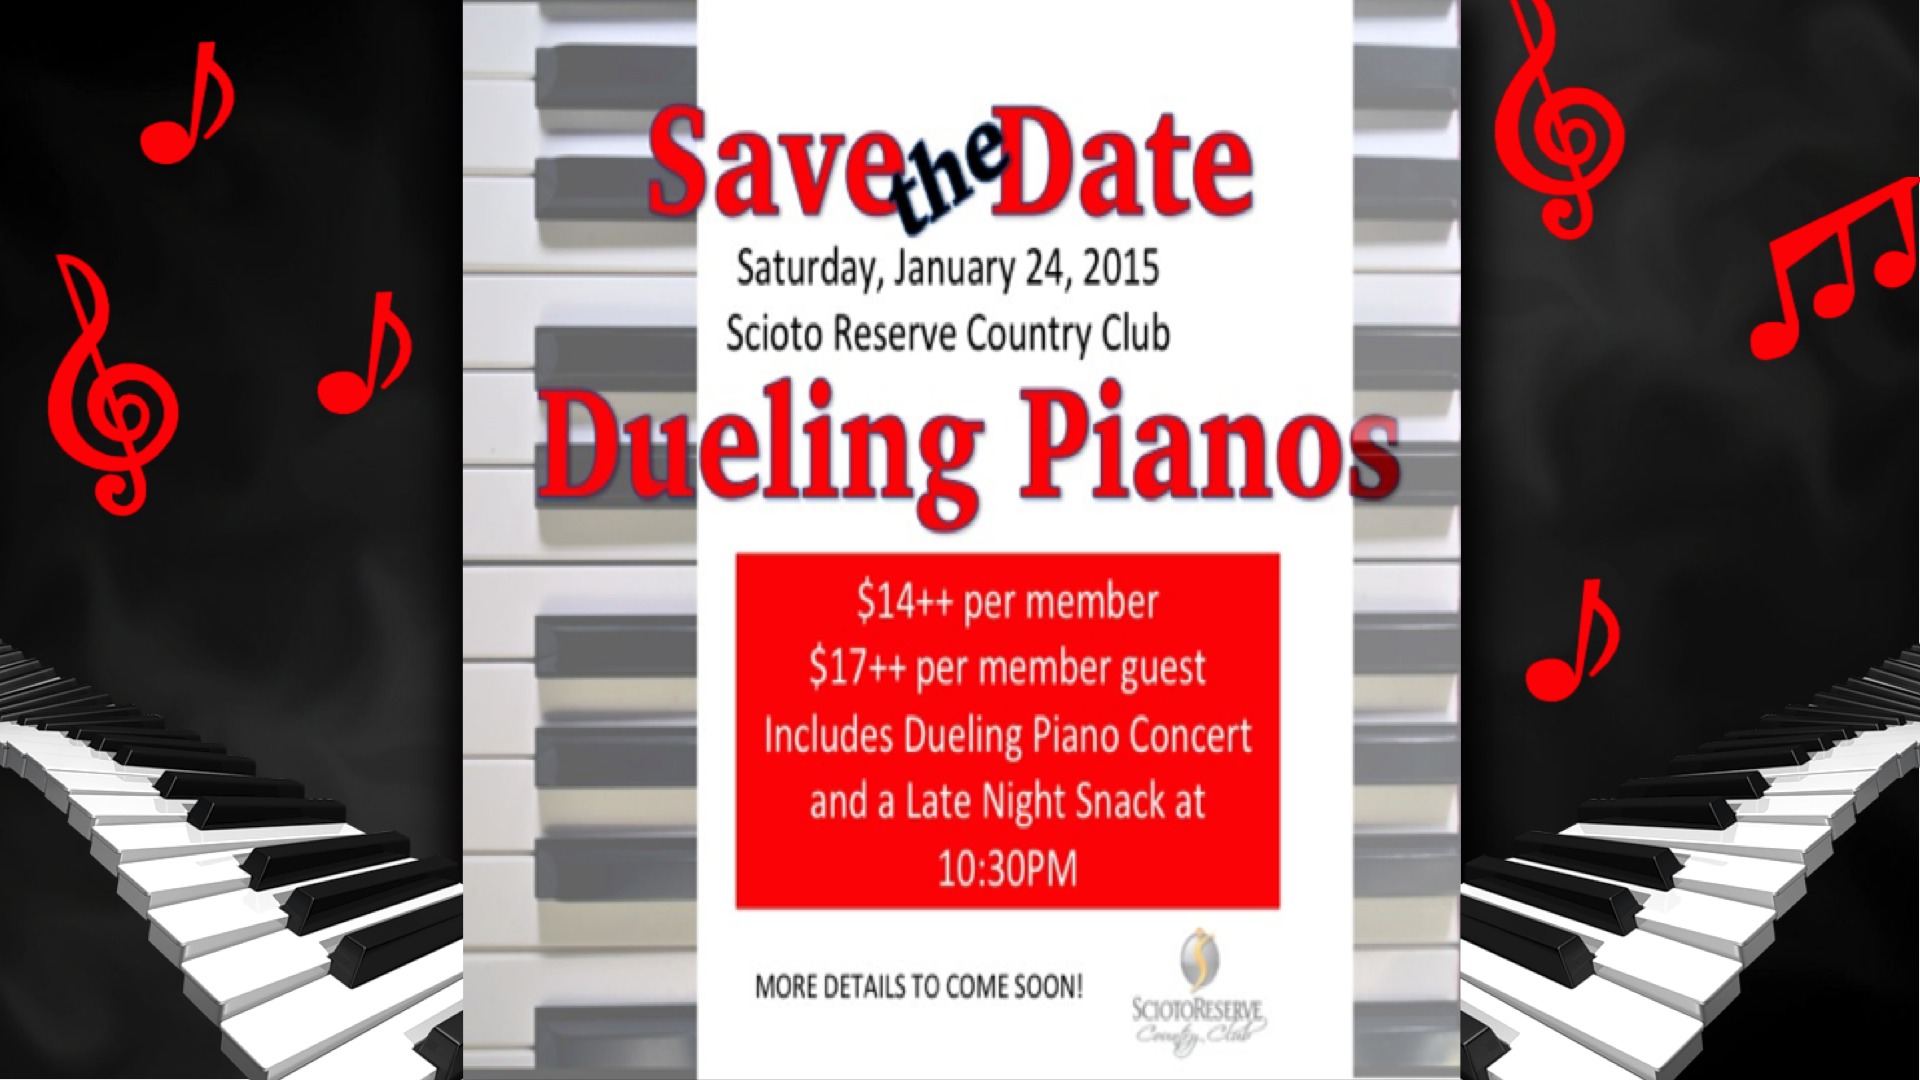 Save the Date
Saturday, January 24, 2015
Scioto Reserve Country Club
Dueling Pianos
$14++ per member
$17++ per member guest
Includes Dueling Piano Concert
and a Late Night Snack at
10:30PM
MORE DETAILS TO COME SOON!
SCIOTORESERVE
Country Club